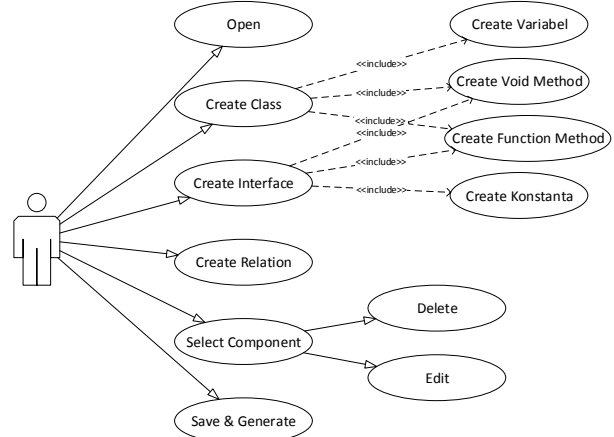 Open
Create Variabel
<<include>>
Create Void Method
Create Class
<<include>>
<<include>>
<<include>>
Create Function Method
<<include>>
Create Interface
<<include>>
Create Konstanta
Create Relation
Delete
Select Component
Edit
Save & Generate